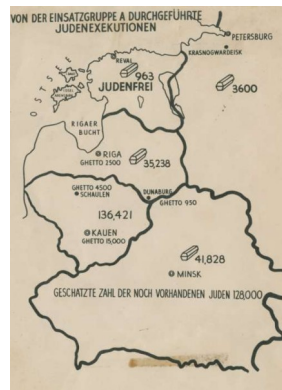 VON DER EINSATZGRUPPE A DURCHGEFÜHRTE
JUDENEXEKUTIONEN
PETERSBURG
KRASNOGWARDEISK
REVAL
963
JUDENFREI
3600
OSTSEE
RIGAER
BUCHT
RIGA
GHETTO 2500
35,238
GHETTO 4500
SCHAULEN
DUNABURG
GHETTO 950
136,421
KAUEN
GHETTO 15,000
41,828
MINSK
GESCHÄTZTE ZAHL DER NOCH VORHANDENEN JUDEN 128,000